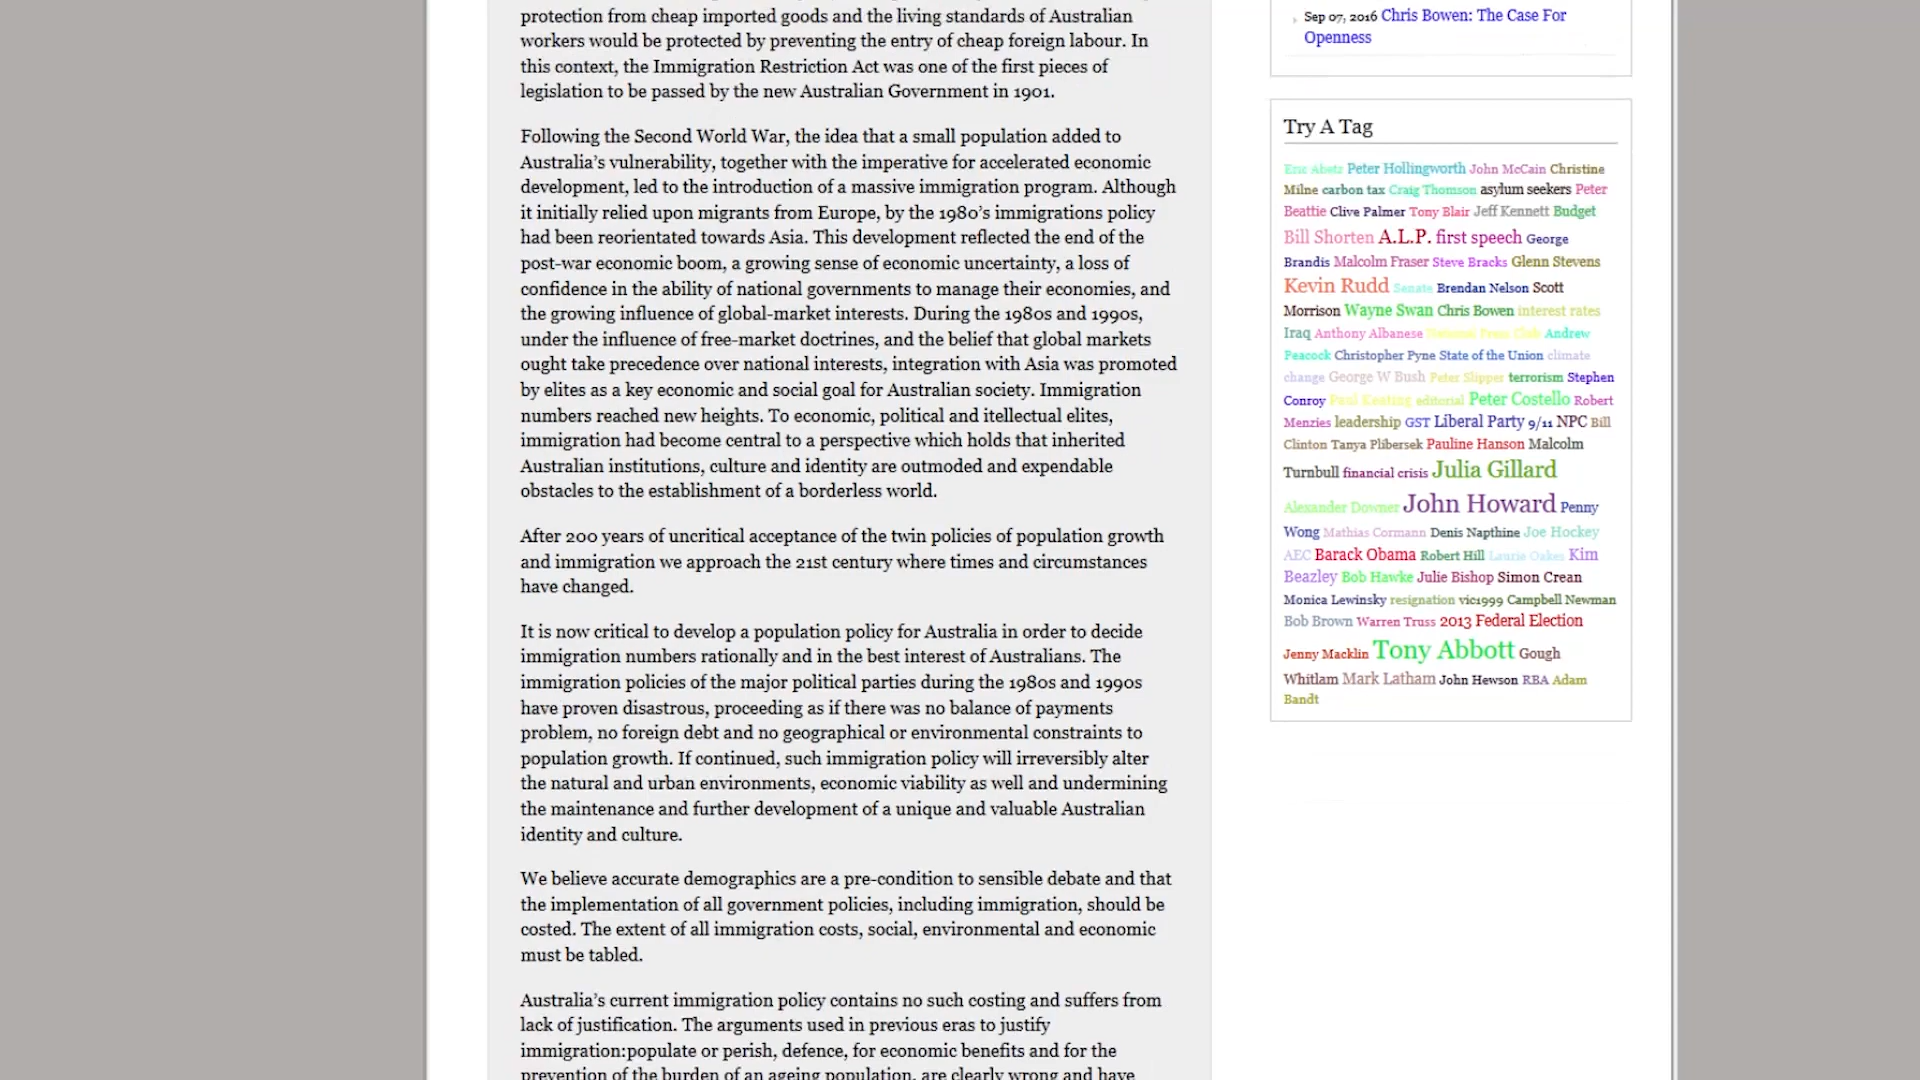 protection from cheap imported goods and the living standards of Australian
workers would be protected by preventing the entry of cheap foreign labour. In
this context, the Immigration Restriction Act was one of the first pieces of
legislation to be passed by the new Australian Government in 1901.
Following the Second World War, the idea that a small population added to
Australia’s vulnerability, together with the imperative for accelerated economic
development, led to the introduction of a massive immigration program. Although
it initially relied upon migrants from Europe, by the 1980’s immigrations policy
had been reorientated towards Asia. This development reflected the end of the
post-war economic boom, a growing sense of economic uncertainty, a loss of
confidence in the ability of national governments to manage their economies, and
the growing influence of global-market interests. During the 1980s and 1990s,
under the influence of free-market doctrines, and the belief that global markets
ought take precedence over national interests, integration with Asia was promoted
by elites as a key economic and social goal for Australian society. Immigration
numbers reached new heights. To economic, political and itellectual elites,
immigration had become central to a perspective which holds that inherited
Australian institutions, culture and identity are outmoded and expendable
obstacles to the establishment of a borderless world.
After 200 years of uncritical acceptance of the twin policies of population growth
and immigration we approach the 21st century where times and circumstances
have changed.
It is now critical to develop a population policy for Australia in order to decide
immigration numbers rationally and in the best interest of Australians. The
immigration policies of the major political parties during the 1980s and 1990s
have proven disastrous, proceeding as if there was no balance of payments
problem, no foreign debt and no geographical or environmental constraints to
population growth. If continued, such immigration policy will irreversibly alter
the natural and urban environments, economic viability as well and undermining
the maintenance and further development of a unique and valuable Australian
identity and culture.
We believe accurate demographics are a pre-condition to sensible debate and that
the implementation of all government policies, including immigration, should be
costed. The extent of all immigration costs, social, environmental and economic
must be tabled.
Australia’s current immigration policy contains no such costing and suffers from
lack of justification. The arguments used in previous eras to justify
immigration:populate or perish, defence, for economic benefits and for the
prevention of the burden of an ageing population, are clearly wrong and have
Sep 07, 2016 Chris Bowen: The Case For
Openness
Try A Tag
Eric Abetz Peter Hollingworth John McCain Christine
Milne carbon tax Craig Thomson asylum seekers Peter
Beattie Clive Palmer Tony Blair Jeff Kennett Budget
Bill Shorten A.L.P. first speech George
Brandis Malcolm Fraser Steve Bracks Glenn Stevens
Kevin Rudd Senate Brendan Nelson Scott
Morrison Wayne Swan Chris Bowen interest rates
Iraq Anthony Albanese National Press Club Andrew
Peacock Christopher Pyne State of the Union climate
change George W Bush Peter Slipper terrorism Stephen
Conroy Paul Keating editorial Peter Costello Robert
Menzies leadership GST Liberal Party 9/11 NPC Bill
Clinton Tanya Plibersek Pauline Hanson Malcolm
Turnbull financial crisis Julia Gillard
Alexander Downer John Howard Penny
Wong Mathias Cormann Denis Napthine Joe Hockey
AEC Barack Obama Robert Hill Laurie Oakes Kim
Beazley Bob Hawke Julie Bishop Simon Crean
Monica Lewinsky resignation vic1999 Campbell Newman
Bob Brown Warren Truss 2013 Federal Election
Jenny Macklin Tony Abbott Gough
Whitlam Mark Latham John Hewson RBA Adam
Bandt